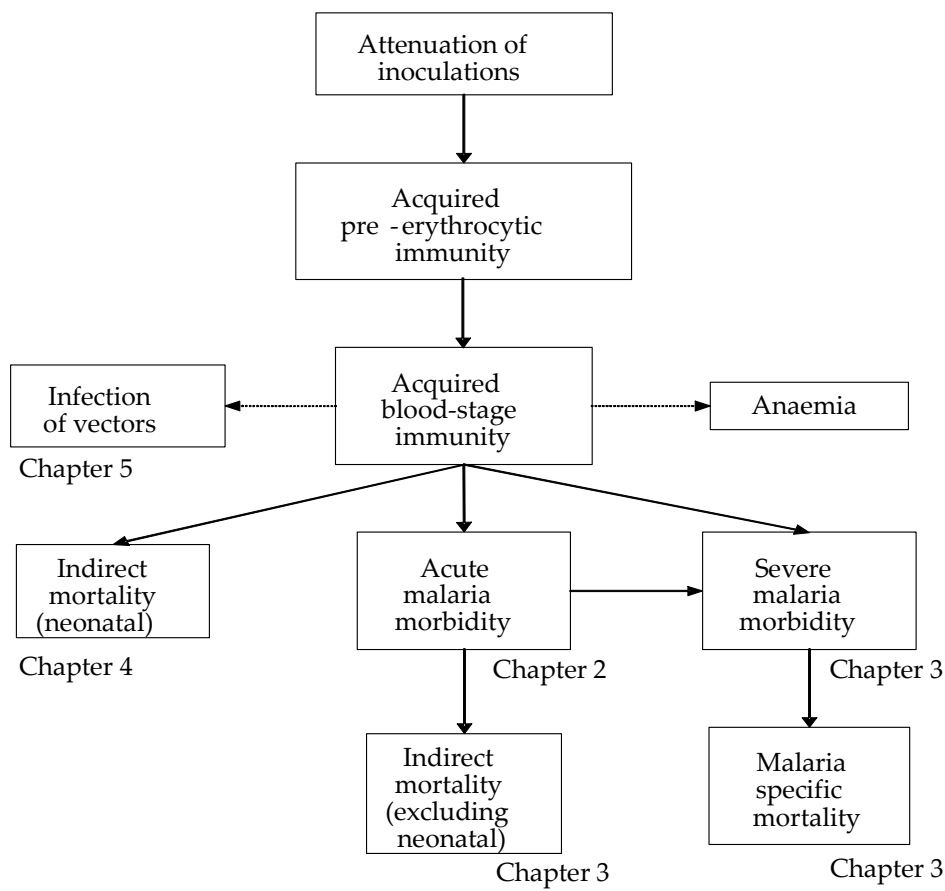 Attenuation of
inoculations
Acquired
pre -erythrocytic
immunity
Acquired
blood-stage
immunity
Infection
of vectors
Chapter 5
Anaemia
Indirect
mortality
(neonatal)
Chapter 4
Acute
malaria
morbidity
Chapter 2
Severe
malaria
morbidity
Chapter 3
Indirect
mortality
(excluding
neonatal)
Chapter 3
Malaria
specific
mortality
Chapter 3